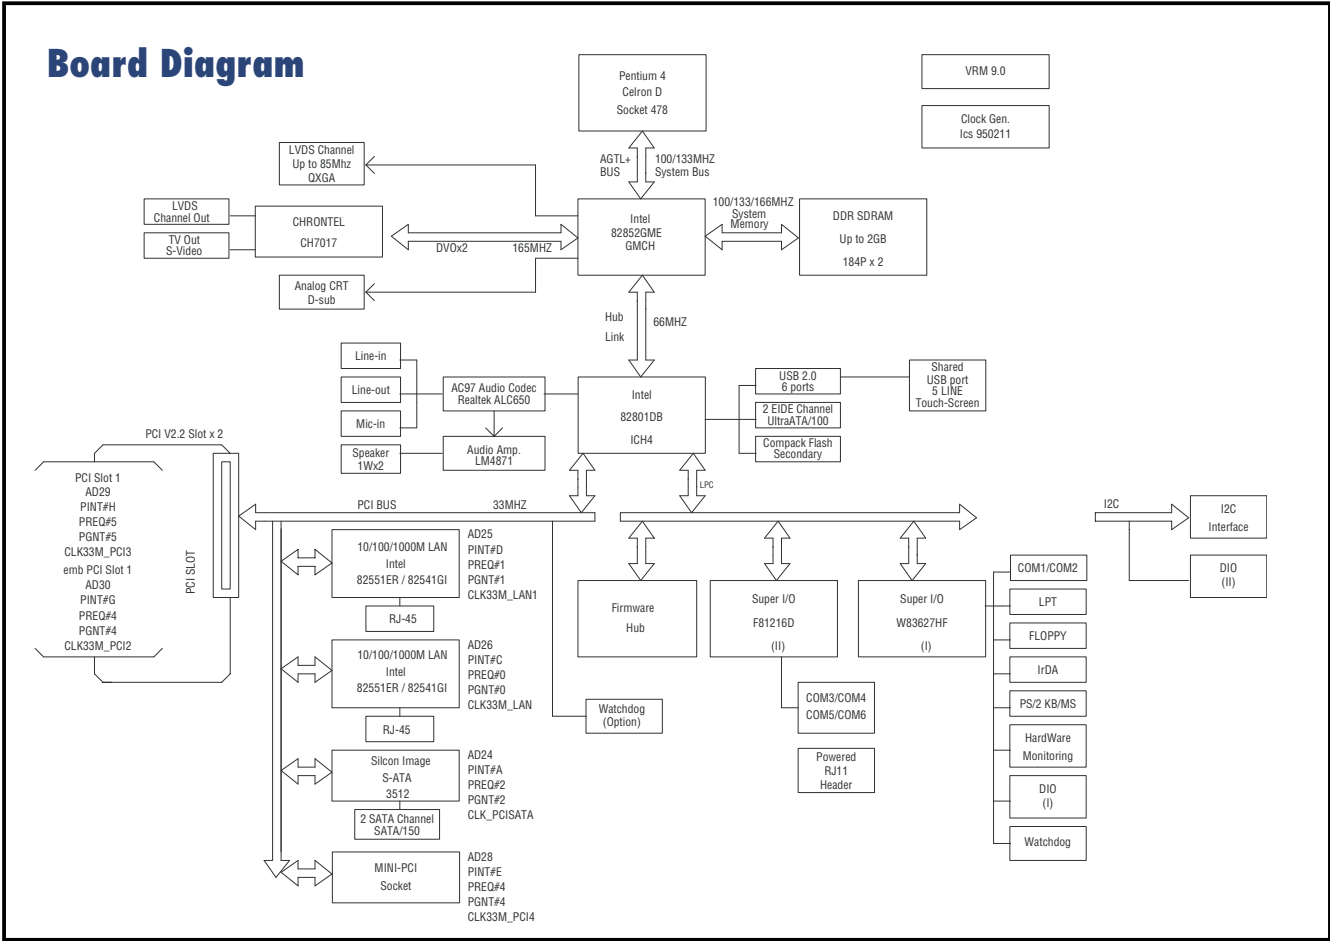 Board Diagram
Pentium 4
Celron D
Socket 478
VRM 9.0
Clock Gen.
Ics 950211
AGTL+
BUS
100/133MHZ
System Bus
LVDS Channel
Up to 85Mhz
QXGA
LVDS
Channel Out
TV Out
S-Video
CHRONTEL
CH7017
DVOx2
165MHZ
Intel
82852GME
GMCH
100/133/166MHZ
System
Memory
DDR SDRAM
Up to 2GB
184P x 2
Analog CRT
D-sub
Hub
Link
66MHZ
Line-in
Line-out
Mic-in
Speaker
1Wx2
AC97 Audio Codec
Realtek ALC650
Audio Amp.
LM4871
Intel
82801DB
ICH4
USB 2.0
6 ports
2 EIDE Channel
UltraATA/100
Compack Flash
Secondary
Shared
USB port
5 LINE
Touch-Screen
PCI V2.2 Slot x 2
PCI Slot 1
AD29
PINT#H
PREQ#5
PGNT#5
CLK33M_PCI3
emb PCI Slot 1
AD30
PINT#G
PREQ#4
PGNT#4
CLK33M_PCI2
PCI SLOT
PCI BUS
33MHZ
LPC
I2C
I2C
Interface
DIO
(II)
10/100/1000M LAN
Intel
82551ER / 82541GI
RJ-45
AD25
PINT#D
PREQ#1
PGNT#1
CLK33M_LAN1
10/100/1000M LAN
Intel
82551ER / 82541GI
RJ-45
AD26
PINT#C
PREQ#0
PGNT#0
CLK33M_LAN
Silcon Image
S-ATA
3512
2 SATA Channel
SATA/150
AD24
PINT#A
PREQ#2
PGNT#2
CLK_PCISATA
MINI-PCI
Socket
AD28
PINT#E
PREQ#4
PGNT#4
CLK33M_PCI4
Firmware
Hub
Watchdog
(Option)
Super I/O
F81216D
(II)
COM3/COM4
COM5/COM6
Powered
RJ11
Header
Super I/O
W83627HF
(I)
COM1/COM2
LPT
FLOPPY
IrDA
PS/2 KB/MS
HardWare
Monitoring
DIO
(I)
Watchdog